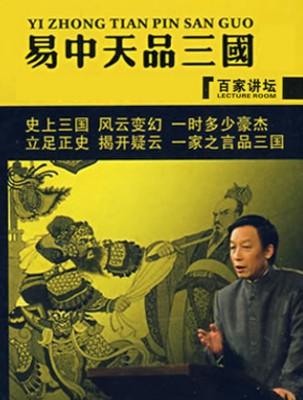 YI ZHONG TIAN PIN SAN GUO
易中天品三國
百家讲坛
LECTURE ROOM
史上三国 风云变幻 一时多少豪杰
立足正史 揭开疑云 一家之言品三国